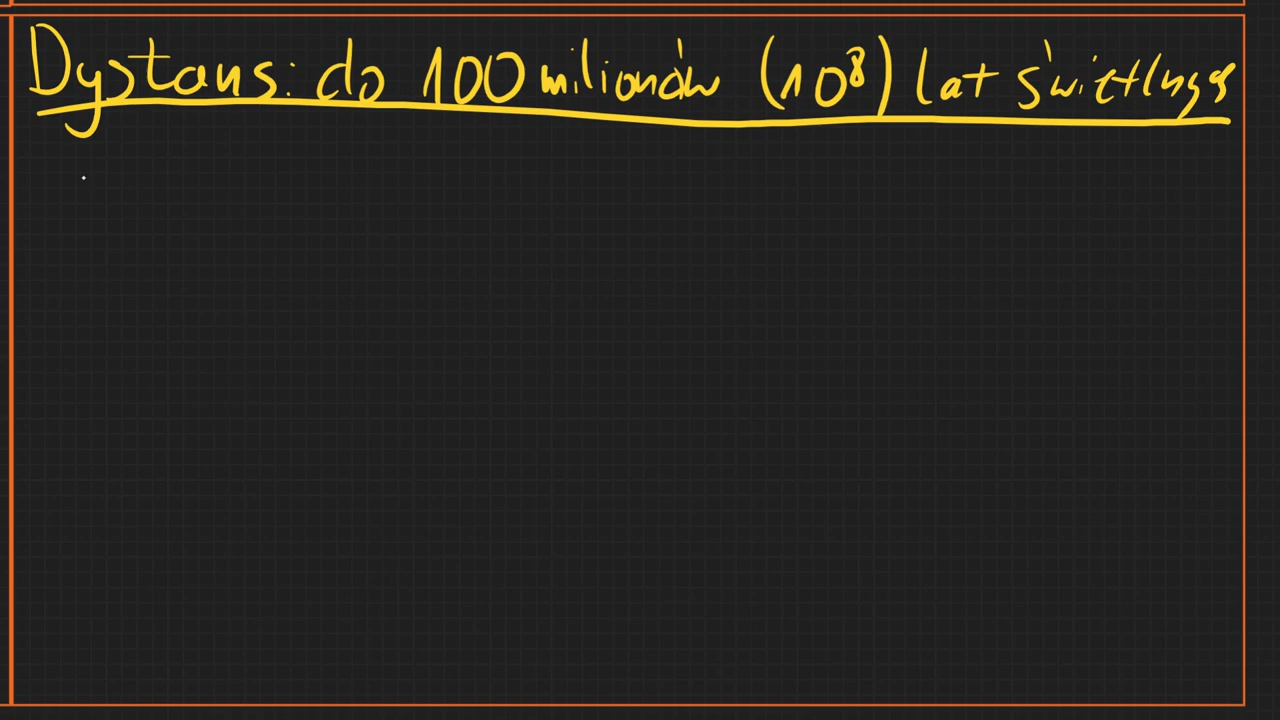 Dystans: do 100 milionów (10⁸) lat świetlnych